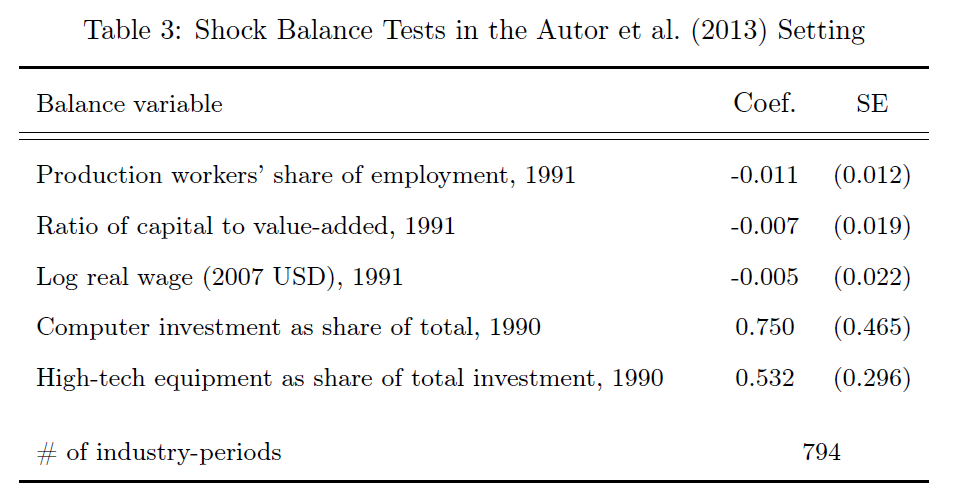 Table 3: Shock Balance Tests in the Autor et al. (2013) Setting
Balance variable Coef. SE
Production workers' share of employment, 1991 -0.011 (0.012)
Ratio of capital to value-added, 1991 -0.007 (0.019)
Log real wage (2007 USD), 1991 -0.005 (0.022)
Computer investment as share of total, 1990 0.750 (0.465)
High-tech equipment as share of total investment, 1990 0.532 (0.296)
# of industry-periods 794